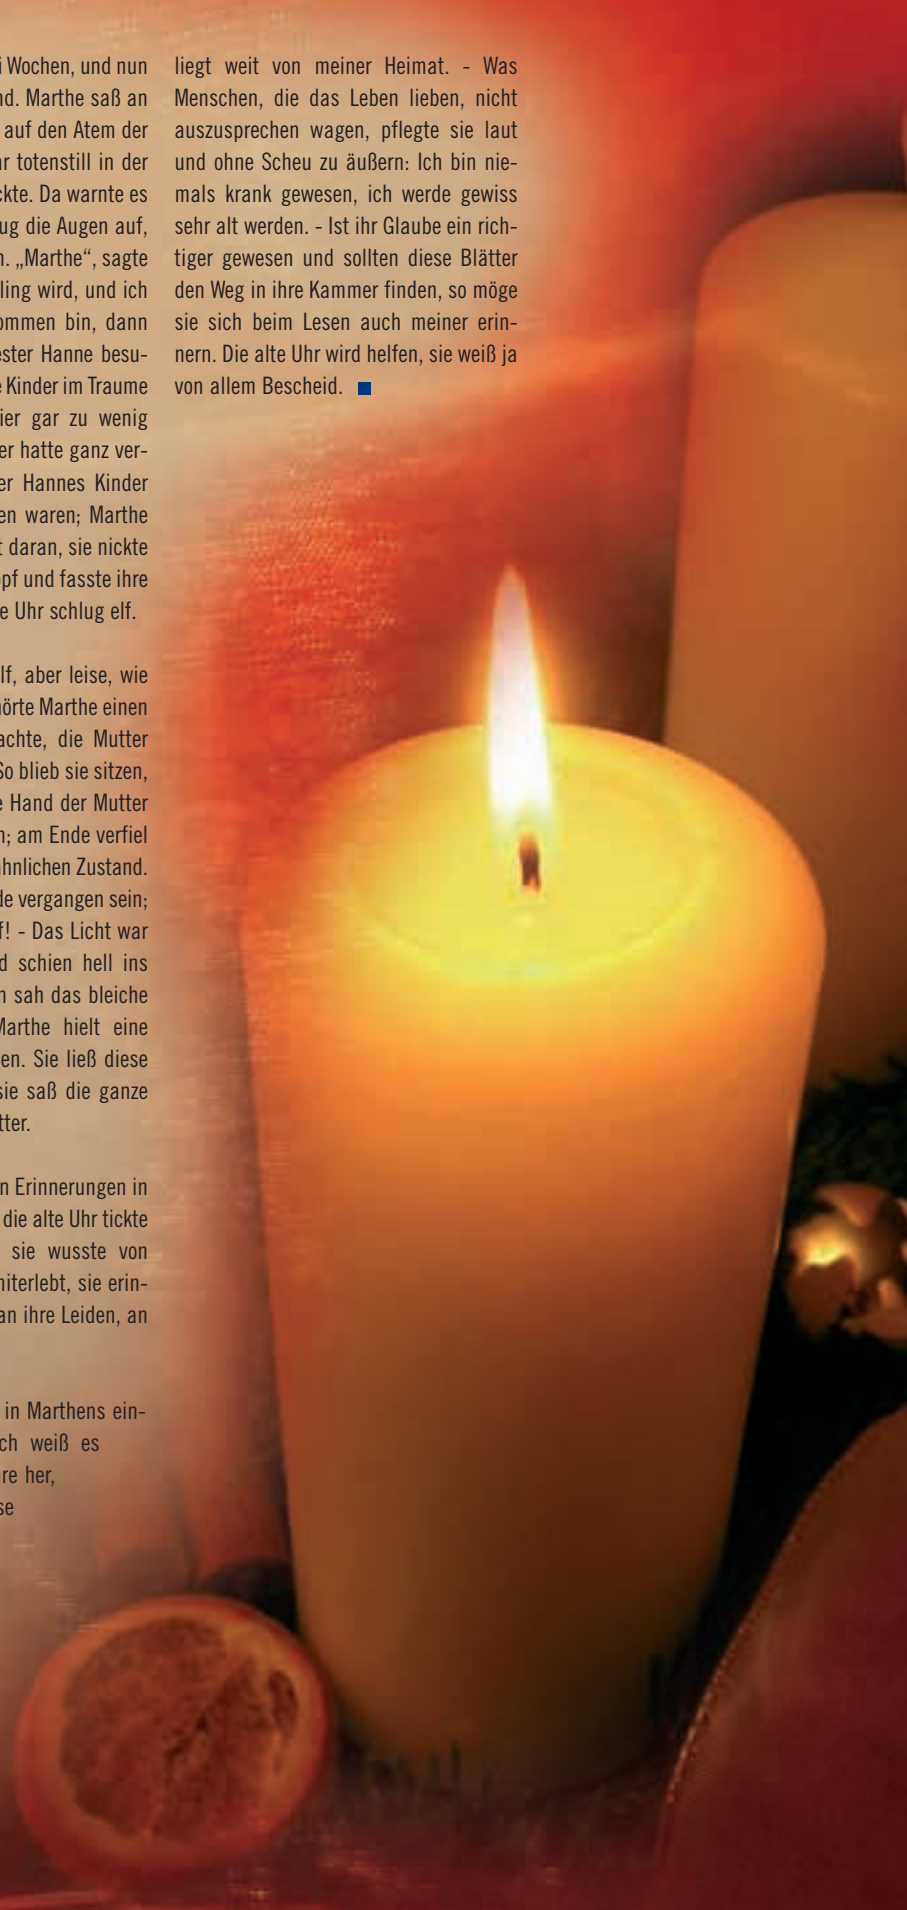 Wochen, und nun
nd. Marthe saß an
auf den Atem der
totenstill in der
ckte. Da warnte es
ug die Augen auf,
„Marthe“, sagte
ling wird, und ich
ommen bin, dann
ester Hanne besu-
Kinder im Traume
ier gar zu wenig
er hatte ganz ver-
er Hannes Kinder
en waren; Marthe
t daran, sie nickte
opf und fasste ihre
e Uhr schlug elf.
lf, aber leise, wie
hörte Marthe einen
achte, die Mutter
So blieb sie sitzen,
e Hand der Mutter
n; am Ende verfiel
ähnlichen Zustand.
de vergangen sein;
f! - Das Licht war
d schien hell ins
n sah das bleiche
Marthe hielt eine
en. Sie ließ diese
sie saß die ganze
tter.
n Erinnerungen in
die alte Uhr tickte
sie wusste von
miterlebt, sie erin-
an ihre Leiden, an
in Marthens ein-
ch weiß es
re her,
se
liegt weit von meiner Heimat. - Was
Menschen, die das Leben lieben, nicht
auszusprechen wagen, pflegte sie laut
und ohne Scheu zu äußern: Ich bin nie-
mals krank gewesen, ich werde gewiss
sehr alt werden. - Ist ihr Glaube ein rich-
tiger gewesen und sollten diese Blätter
den Weg in ihre Kammer finden, so möge
sie sich beim Lesen auch meiner erin-
nern. Die alte Uhr wird helfen, sie weiß ja
von allem Bescheid.